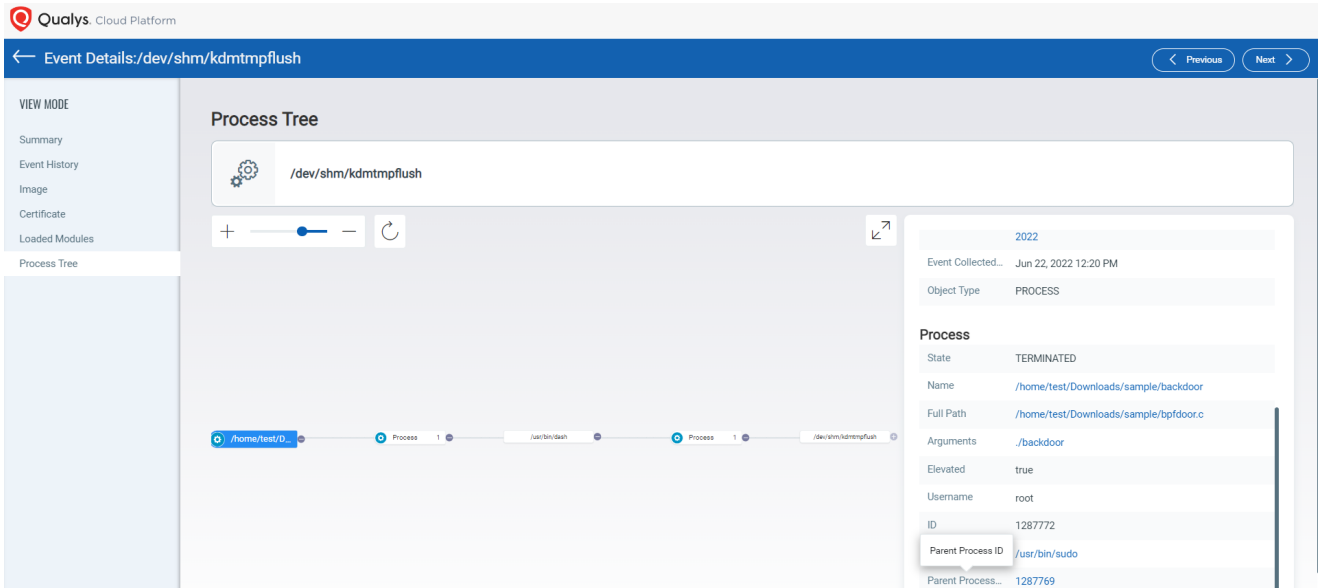 Qualys. Cloud Platform
Event Details:/dev/shm/kdmtmpflush
Previous
Next
VIEW MODE
Summary
Event History
Image
Certificate
Loaded Modules
Process Tree
Process Tree
/dev/shm/kdmtmpflush
/home/test/D...
Process 1
/usr/bin/dash
Process 1
/dev/shm/kdmtmpflush
2022
Event Collected... Jun 22, 2022 12:20 PM
Object Type PROCESS
Process
State TERMINATED
Name /home/test/Downloads/sample/backdoor
Full Path /home/test/Downloads/sample/bpfdoor.c
Arguments ./backdoor
Elevated true
Username root
ID 1287772
Parent Process ID
/usr/bin/sudo
Parent Process... 1287769